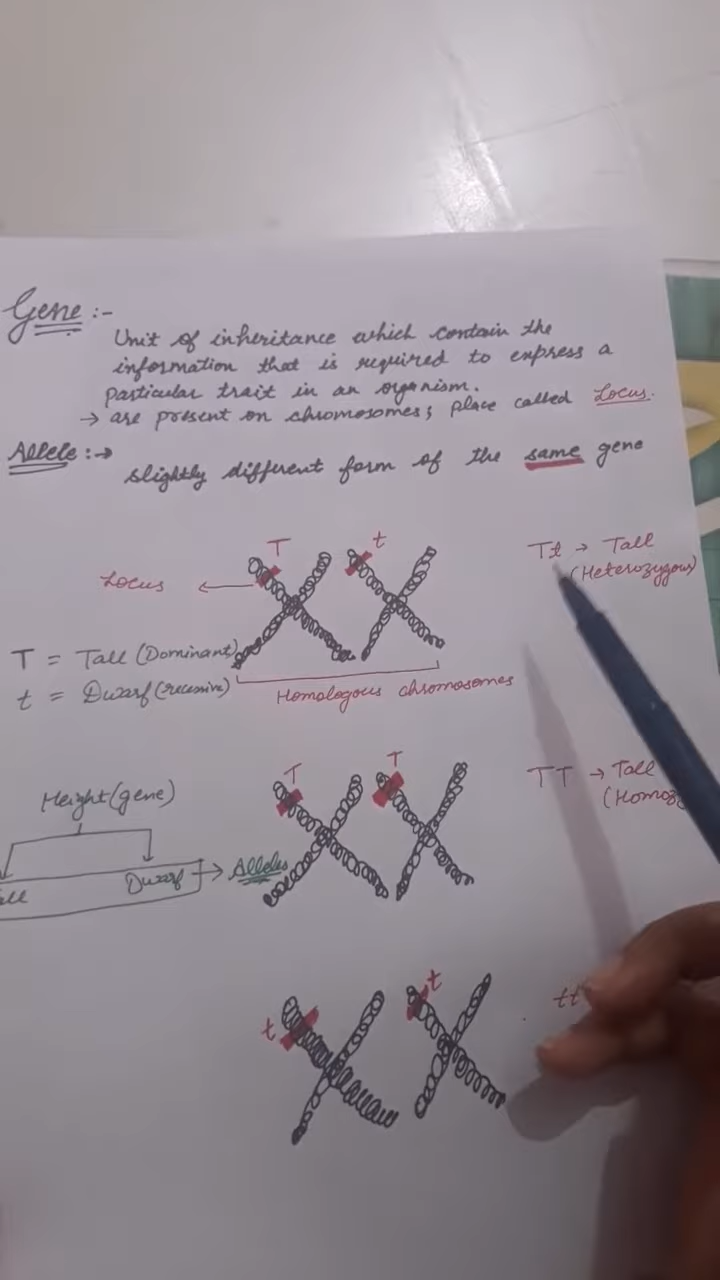 Gene :-
Unit of inheritance which contain the
information that is required to express a
particular trait in an organism.
→ are present on chromosomes; place called Locus.
Allele :→
slightly different form of the same gene
T t
Tt → Tall
(Heterozygous)
Locus
T = Tall (Dominant)
t = Dwarf (recessive)
Homologous chromosomes
T T
TT → Tall
(Homoz
Height (gene)
Dwarf → Alleles
t t
tt